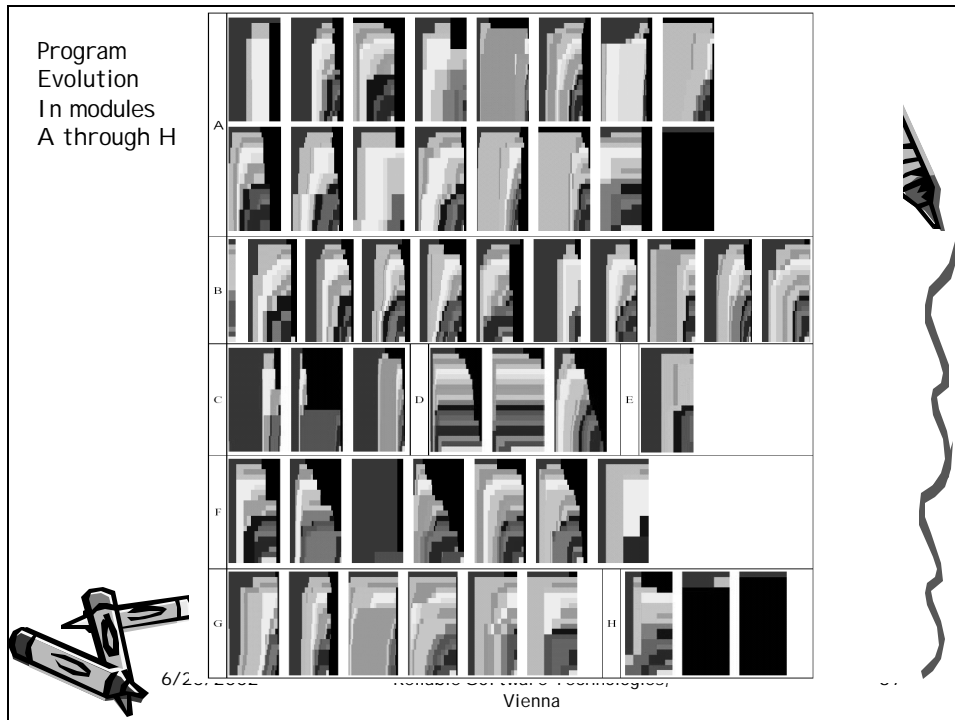 Program
Evolution
In modules
A through H
A
B
C
D
E
F
G
H
Vienna